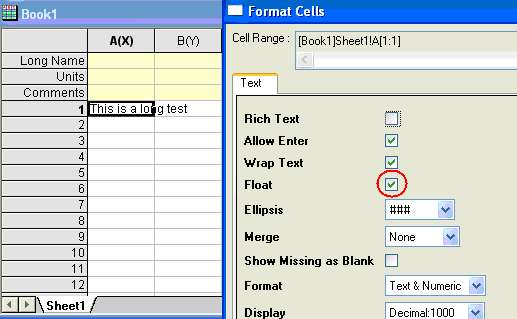 Book1
A(X) B(Y)
Long Name
Units
Comments
1 This is a long test
2
3
4
5
6
7
8
9
10
11
12
Sheet1
Format Cells
Cell Range : [Book1]Sheet1!A[1:1]
Text
Rich Text
Allow Enter
Wrap Text
Float
Ellipsis ###
Merge None
Show Missing as Blank
Format Text & Numeric
Display Decimal:1000